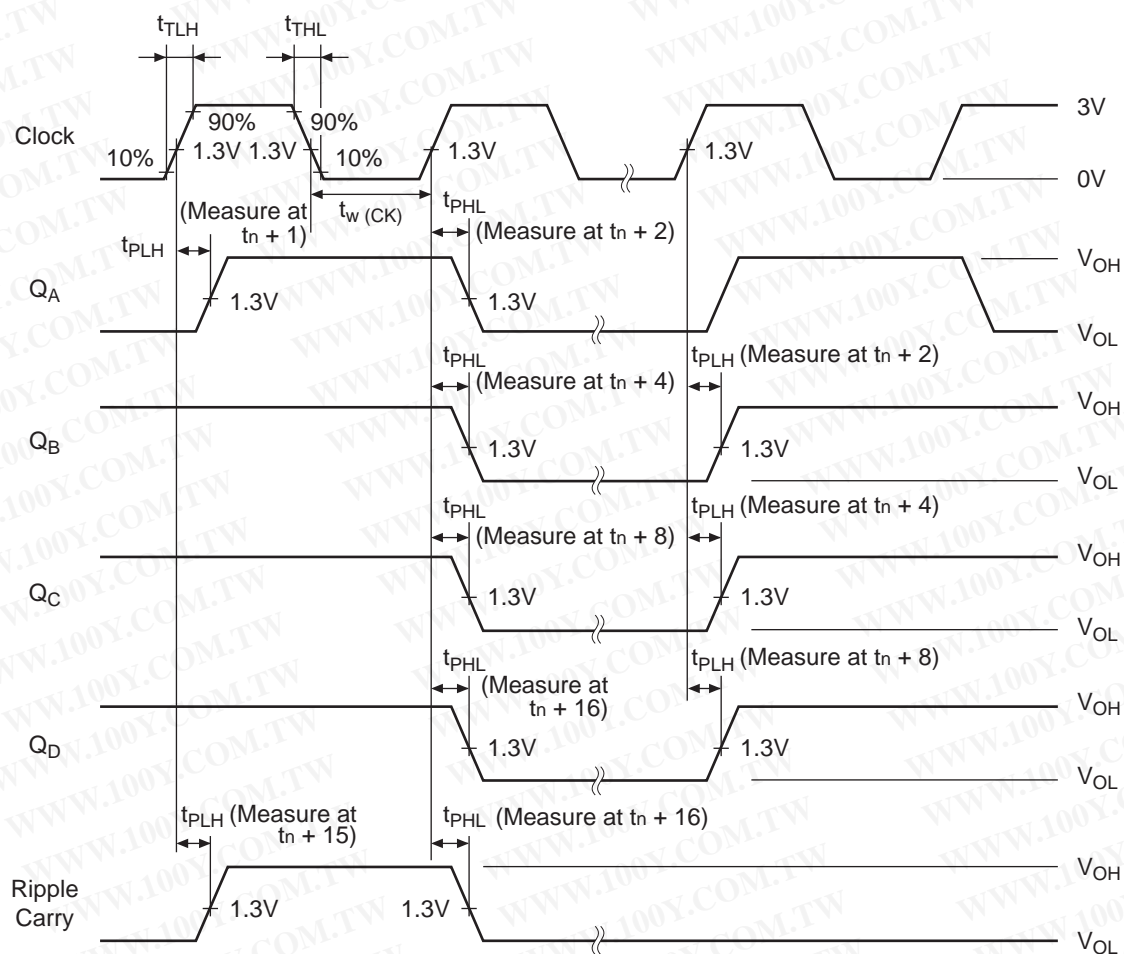 tTLH tTHL
Clock
10% 90% 1.3V 1.3V 90% 10% 1.3V 1.3V
3V
0V
tw (CK)
tPLH (Measure at
tn + 1)
tPHL
(Measure at tn + 2)
QA
1.3V 1.3V
VOH
VOL
tPHL
(Measure at tn + 4)
tPLH (Measure at tn + 2)
QB
1.3V 1.3V
VOH
VOL
tPHL
(Measure at tn + 8)
tPLH (Measure at tn + 4)
QC
1.3V 1.3V
VOH
VOL
tPHL
(Measure at
tn + 16)
tPLH (Measure at tn + 8)
QD
1.3V 1.3V
VOH
VOL
tPLH (Measure at
tn + 15)
tPHL (Measure at tn + 16)
Ripple
Carry
1.3V 1.3V
VOH
VOL
WWW.100Y.COM.TW